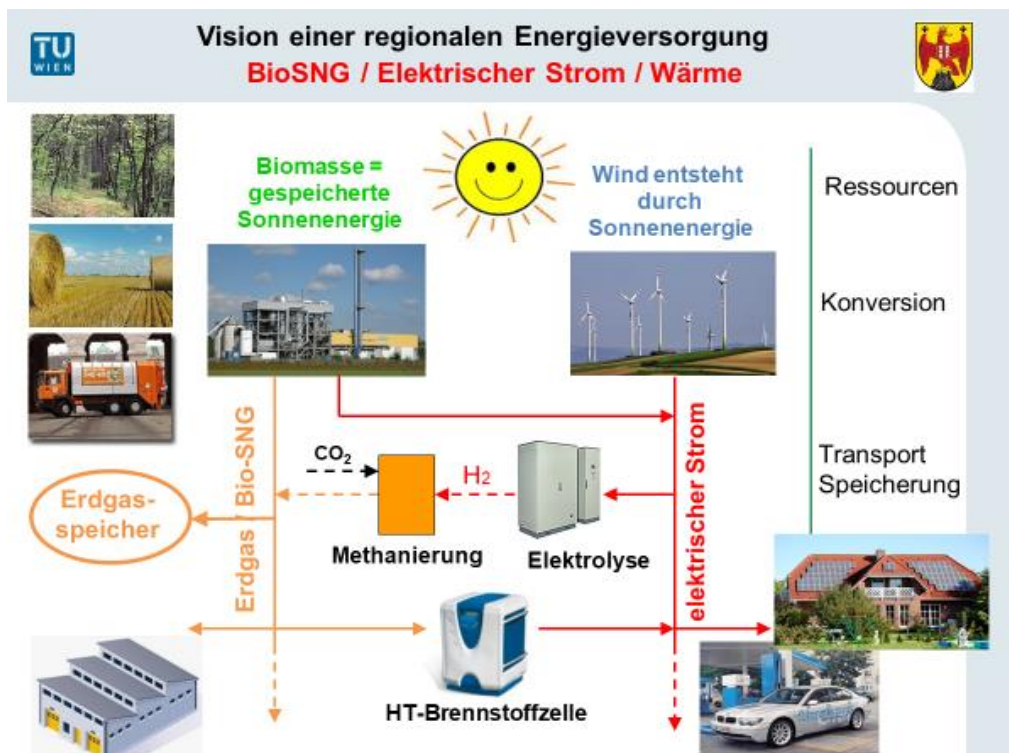 TU
WIEN
Vision einer regionalen Energieversorgung
BioSNG / Elektrischer Strom / Wärme
Biomasse =
gespeicherte
Sonnenenergie
Wind entsteht
durch
Sonnenenergie
Ressourcen
Konversion
Transport
Speicherung
Erdgas / Bio-SNG
elektrischer Strom
CO₂
H₂
Erdgas-
speicher
Methanierung
Elektrolyse
HT-Brennstoffzelle